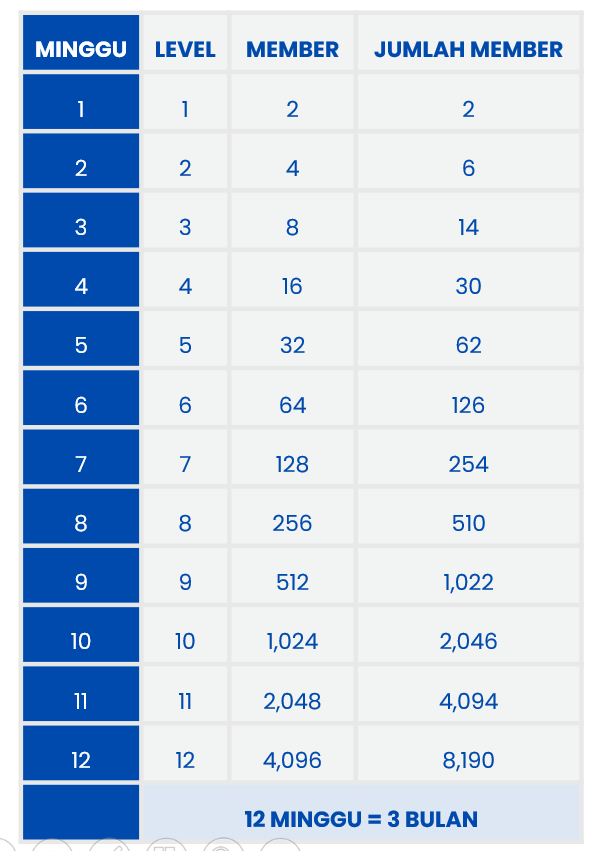 MINGGU LEVEL MEMBER JUMLAH MEMBER
1 1 2 2
2 2 4 6
3 3 8 14
4 4 16 30
5 5 32 62
6 6 64 126
7 7 128 254
8 8 256 510
9 9 512 1,022
10 10 1,024 2,046
11 11 2,048 4,094
12 12 4,096 8,190
12 MINGGU = 3 BULAN